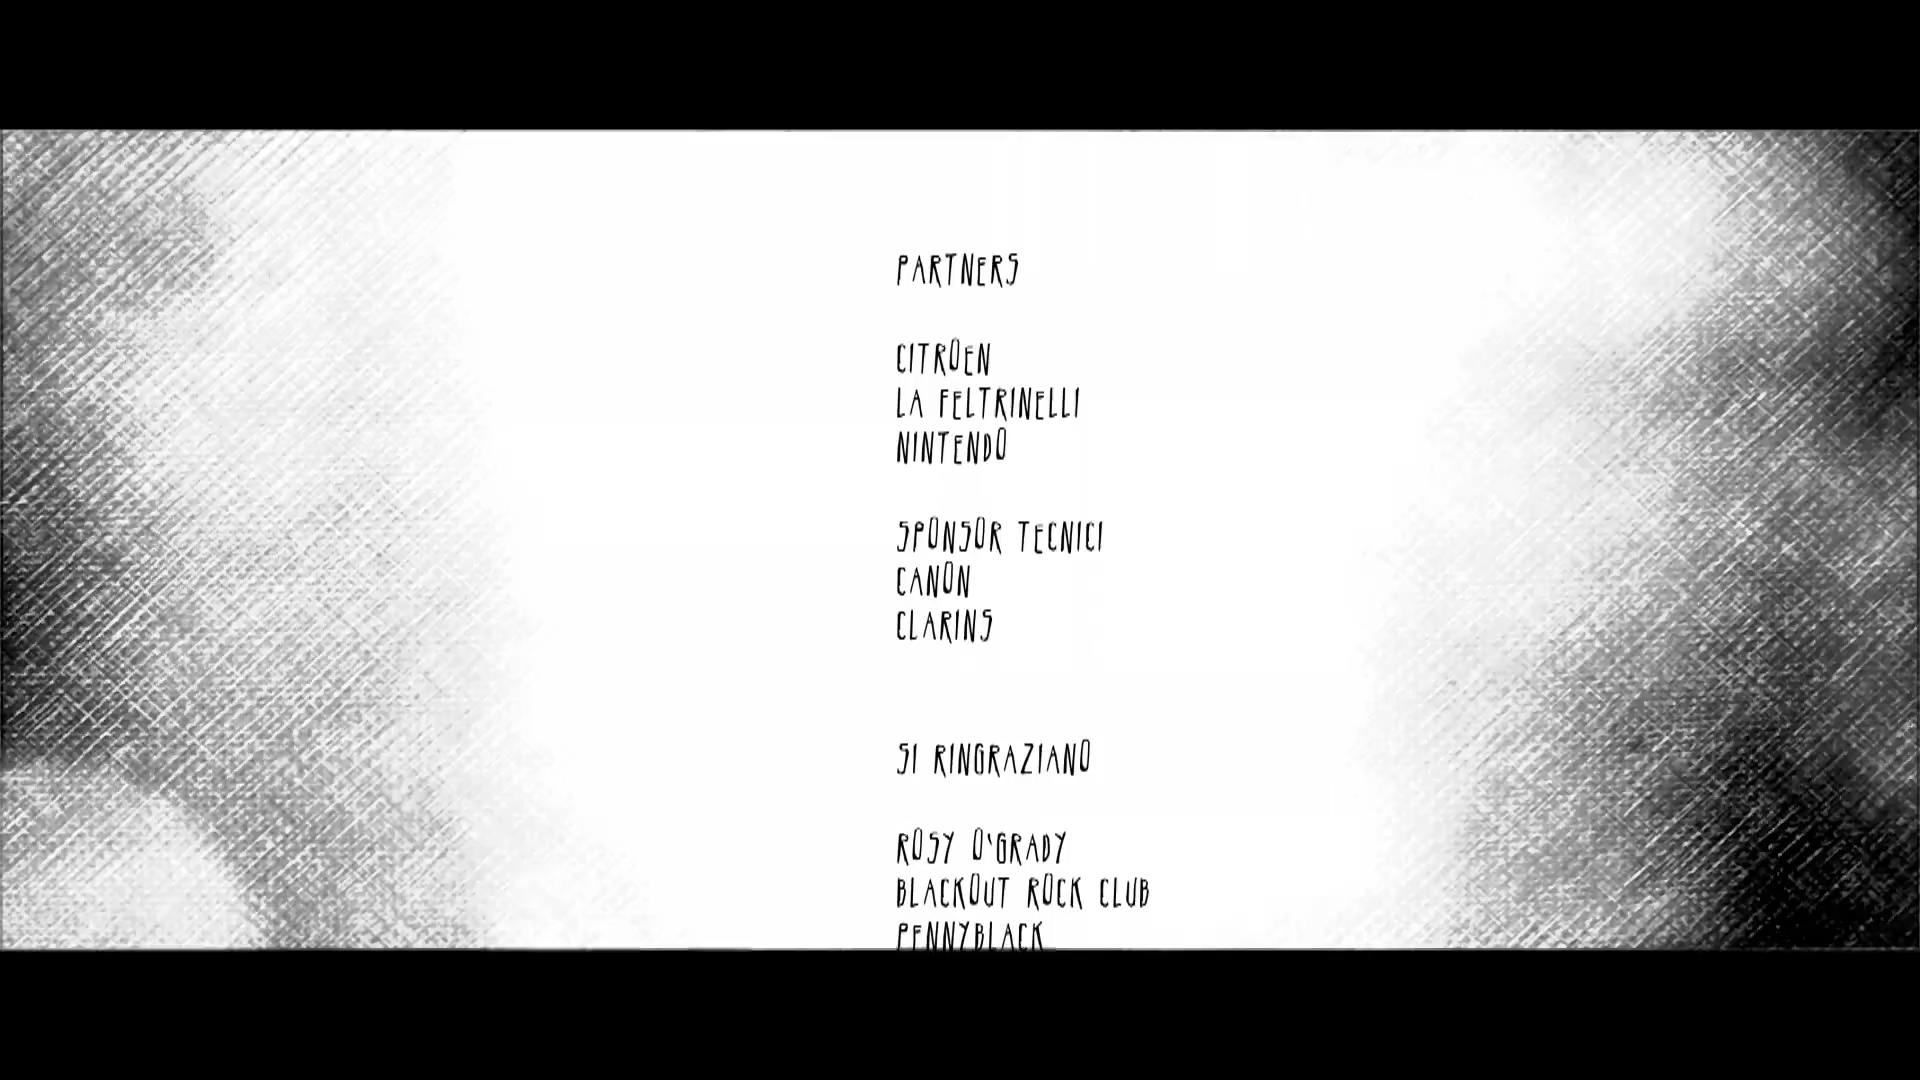 PARTNERS
CITROEN
LA FELTRINELLI
NINTENDO
SPONSOR TECNICI
CANON
CLARINS
SI RINGRAZIANO
ROSY O'GRADY
BLACKOUT ROCK CLUB
PENNYBLACK